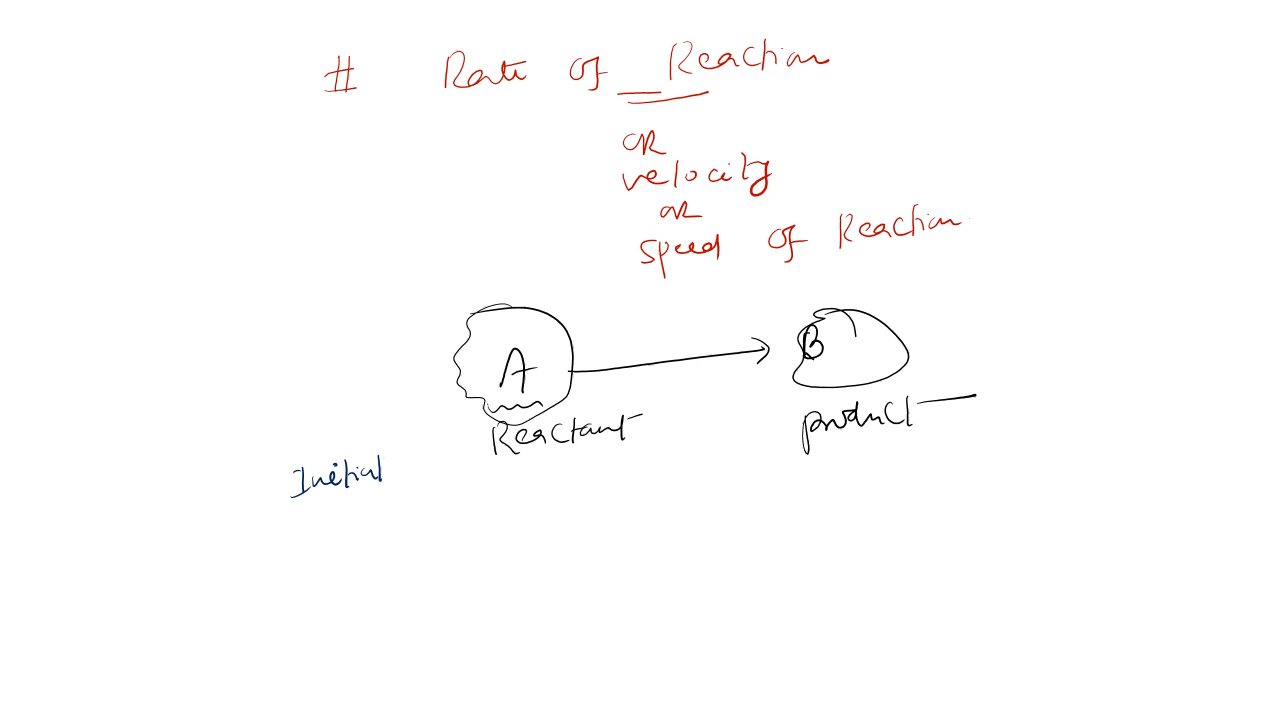 # Rate of Reaction
OR
velocity
OR
speed of Reaction
A
B
Reactant
product
Initial